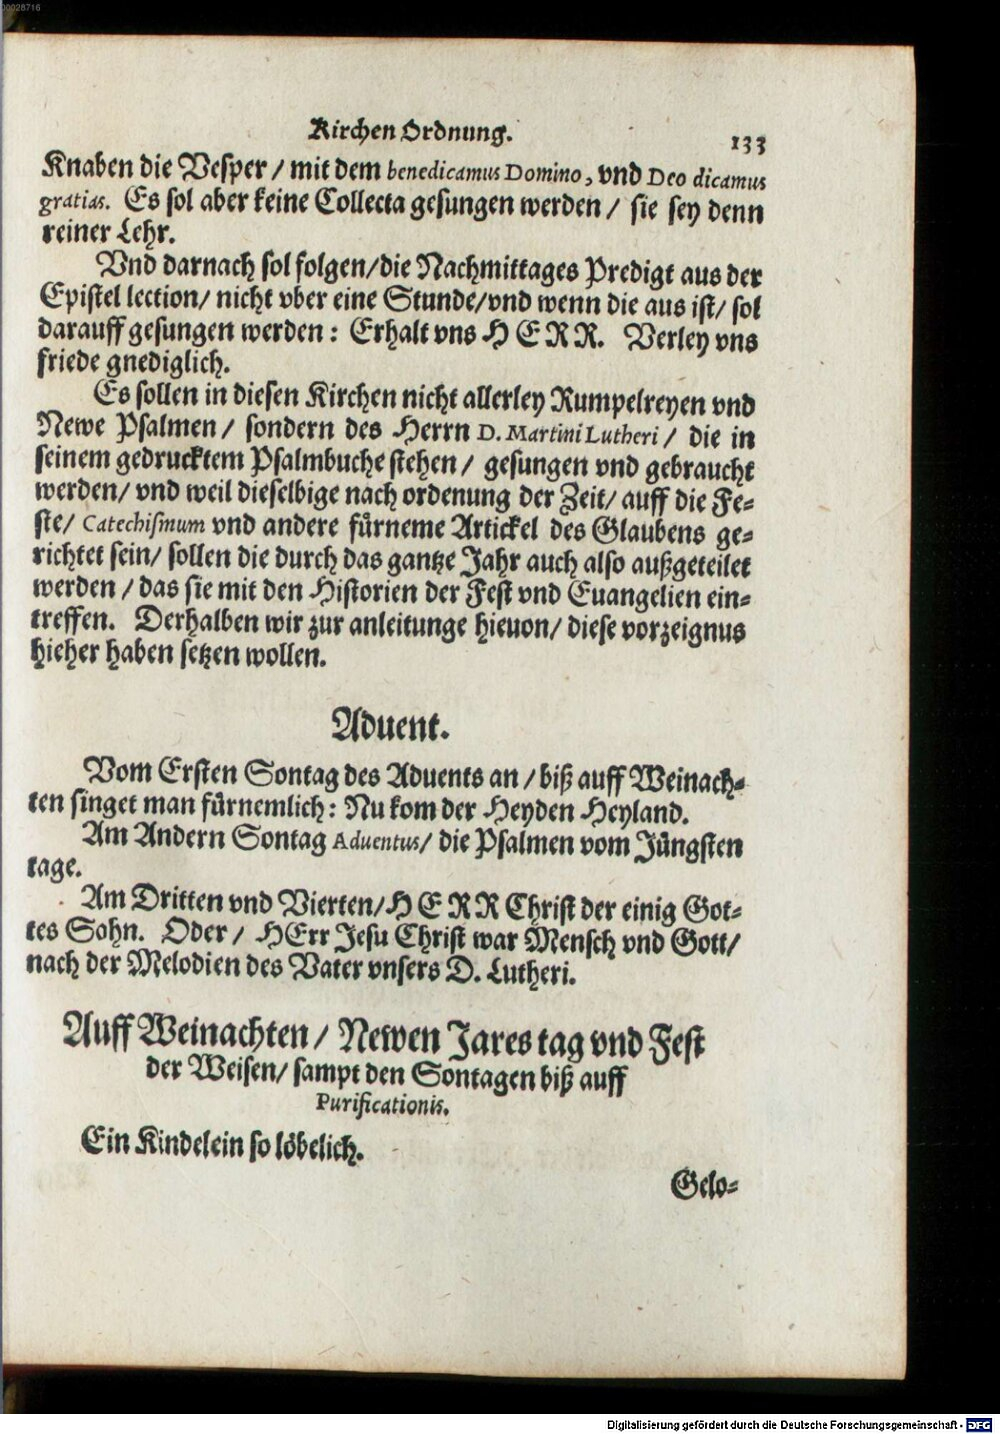 00028716
Kirchen Ordnung.
133
Knaben die Vesper / mit dem benedicamus Domino, vnd Deo dicamus
gratias. Es sol aber keine Collecta gesungen werden / sie sey denn
reiner Lehr.
Vnd darnach sol folgen/die Nachmittages Predigt aus der
Epistel lection/ nicht vber eine Stunde/vnd wenn die aus ist/ sol
darauff gesungen werden: Erhalt vns HERR. Verley vns
friede gnediglich.
Es sollen in diesen Kirchen nicht allerley Rumpelreyen vnd
Newe Psalmen / sondern des Herrn D. Martini Lutheri / die in
seinem gedrucktem Psalmbuche stehen / gesungen vnd gebraucht
werden/ vnd weil dieselbige nach ordenung der Zeit/ auff die Fe-
ste/ Catechismum vnd andere fürneme Artickel des Glaubens ge-
richtet sein/ sollen die durch das gantze Jahr auch also außgeteilet
werden / das sie mit den Historien der Fest vnd Euangelien ein-
treffen. Derhalben wir zur anleitunge hieuon/ diese vorzeignus
hieher haben setzen wollen.
Aduent.
Vom Ersten Sontag des Aduents an / biß auff Weinach-
ten singet man fürnemlich: Nu kom der Heyden Heyland.
Am Andern Sontag Aduentus/ die Psalmen vom Jüngsten
tage.
Am Dritten vnd Vierten/HERR Christ der einig Got-
tes Sohn. Oder / HErr Jesu Christ war Mensch vnd Gott/
nach der Melodien des Vater vnsers D. Lutheri.
Auff Weinachten / Newen Jares tag vnd Fest
der Weisen/ sampt den Sontagen biß auff
Purificationis.
Ein Kindelein so löbelich.
Gelo-
Digitalisierung gefördert durch die Deutsche Forschungsgemeinschaft - DFG